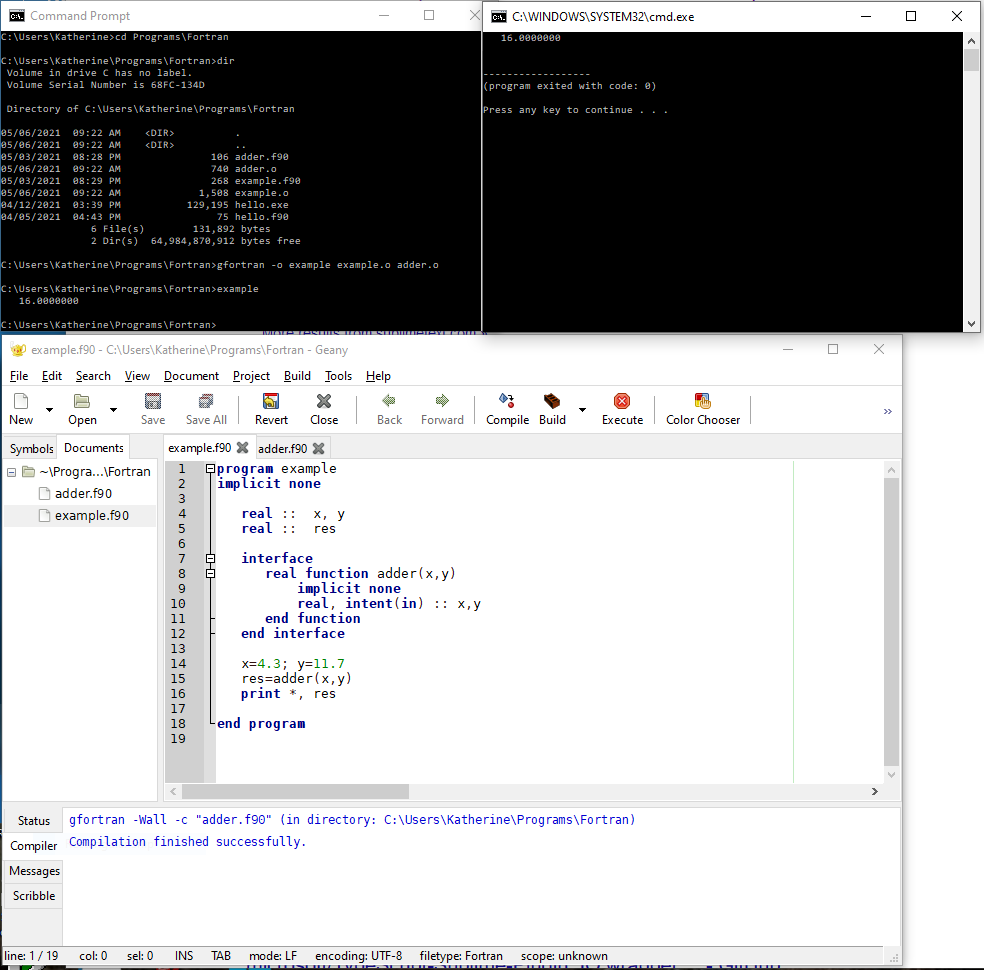 Command Prompt
C:\Users\Katherine>cd Programs\Fortran
C:\Users\Katherine\Programs\Fortran>dir
Volume in drive C has no label.
Volume Serial Number is 68FC-134D
Directory of C:\Users\Katherine\Programs\Fortran
05/06/2021  09:22 AM    <DIR>          .
05/06/2021  09:22 AM    <DIR>          ..
05/03/2021  08:28 PM               106 adder.f90
05/06/2021  09:22 AM               740 adder.o
05/03/2021  08:29 PM               268 example.f90
05/06/2021  09:22 AM             1,508 example.o
04/12/2021  03:39 PM           129,195 hello.exe
04/05/2021  04:43 PM                75 hello.f90
6 File(s)        131,892 bytes
2 Dir(s)  64,984,870,912 bytes free
C:\Users\Katherine\Programs\Fortran>gfortran -o example example.o adder.o
C:\Users\Katherine\Programs\Fortran>example
16.0000000
C:\Users\Katherine\Programs\Fortran>
C:\WINDOWS\SYSTEM32\cmd.exe
16.0000000
------------------
(program exited with code: 0)
Press any key to continue . . .
example.f90 - C:\Users\Katherine\Programs\Fortran - Geany
File Edit Search View Document Project Build Tools Help
New Open Save Save All Revert Close Back Forward Compile Build Execute Color Chooser »
Symbols Documents
~\Progra...\Fortran
adder.f90
example.f90
example.f90 adder.f90
1 program example
2 implicit none
3
4    real ::  x, y
5    real ::  res
6
7    interface
8       real function adder(x,y)
9           implicit none
10           real, intent(in) :: x,y
11       end function
12    end interface
13
14    x=4.3; y=11.7
15    res=adder(x,y)
16    print *, res
17
18 end program
19
Status
Compiler
Messages
Scribble
gfortran -Wall -c "adder.f90" (in directory: C:\Users\Katherine\Programs\Fortran)
Compilation finished successfully.
line: 1 / 19 col: 0 sel: 0 INS TAB mode: LF encoding: UTF-8 filetype: Fortran scope: unknown